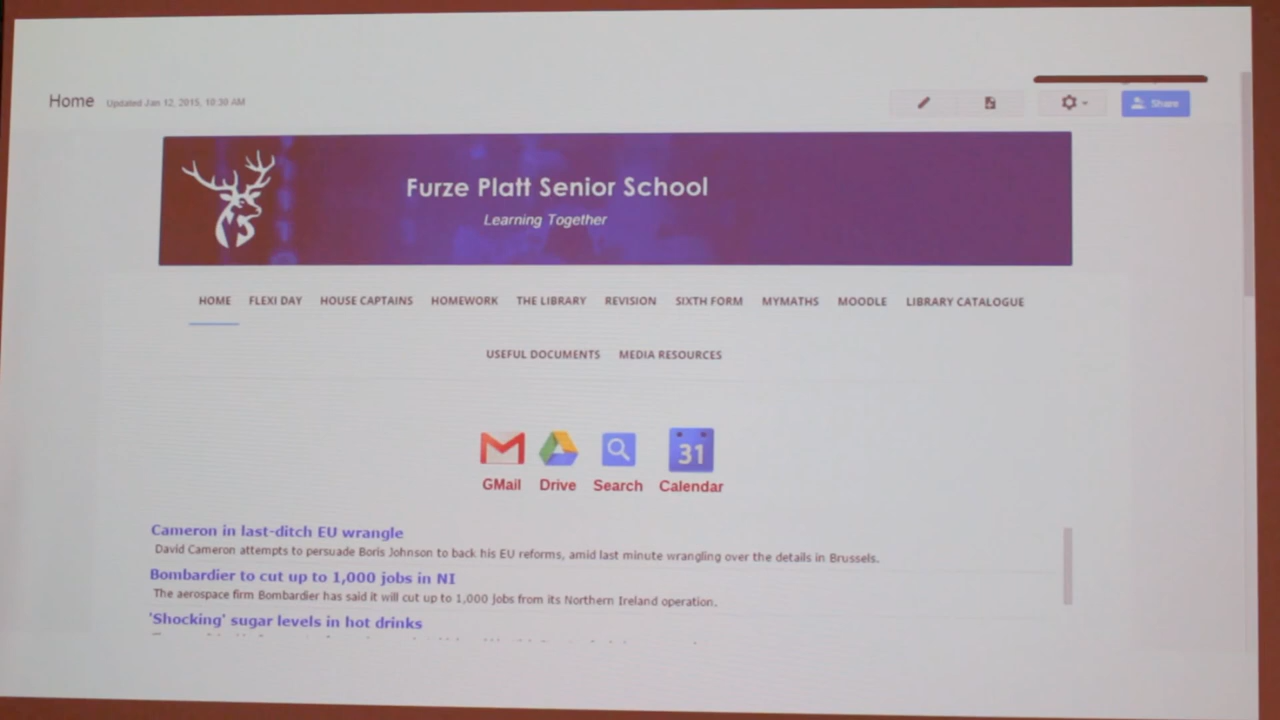 Home Updated Jan 12, 2015, 10:30 AM
Share
Furze Platt Senior School
Learning Together
HOME FLEXI DAY HOUSE CAPTAINS HOMEWORK THE LIBRARY REVISION SIXTH FORM MYMATHS MOODLE LIBRARY CATALOGUE
USEFUL DOCUMENTS MEDIA RESOURCES
31
GMail Drive Search Calendar
Cameron in last-ditch EU wrangle
David Cameron attempts to persuade Boris Johnson to back his EU reforms, amid last minute wrangling over the details in Brussels.
Bombardier to cut up to 1,000 jobs in NI
The aerospace firm Bombardier has said it will cut up to 1,000 jobs from its Northern Ireland operation.
'Shocking' sugar levels in hot drinks